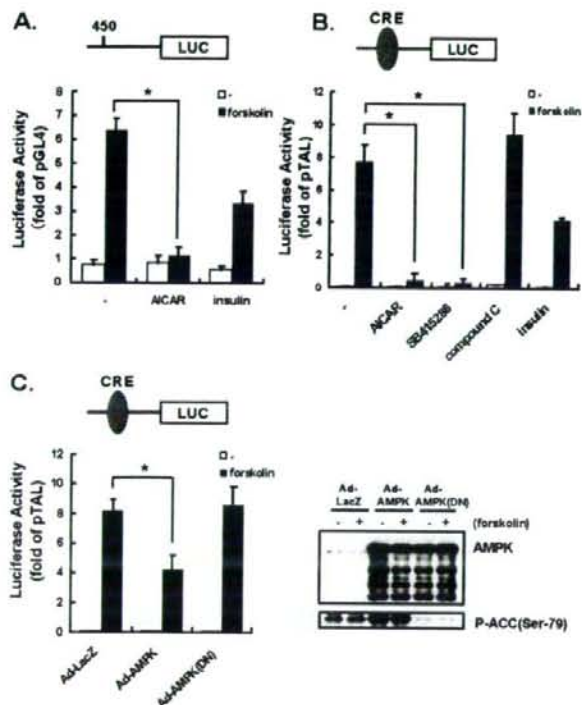 A.
450
LUC
Luciferase Activity
(fold of pGL4)
8
7
6
5
4
3
2
1
0
*
-
forskolin
-
AICAR
insulin
B.
CRE
LUC
Luciferase Activity
(fold of pTAL)
12
10
8
6
4
2
0
*
*
-
forskolin
-
AICAR
SB415286
compound C
insulin
C.
CRE
LUC
Luciferase Activity
(fold of pTAL)
12
10
8
6
4
2
0
*
-
forskolin
Ad-LacZ
Ad-AMPK
Ad-AMPK(DN)
Ad-LacZ
Ad-AMPK
Ad-AMPK(DN)
- + - + - + (forskolin)
AMPK
P-ACC(Ser-79)